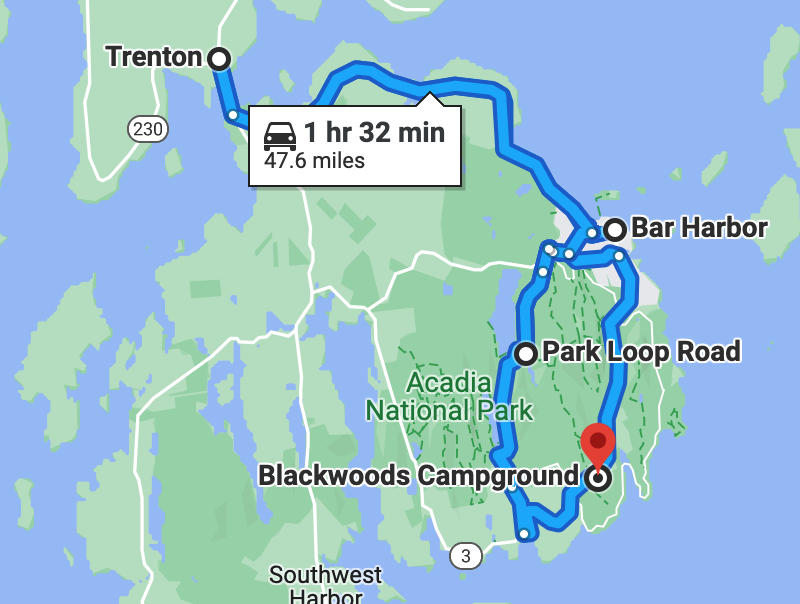 Trenton
230
1 hr 32 min
47.6 miles
Bar Harbor
Park Loop Road
Acadia
National Park
Blackwoods Campground
3
Southwest
Harbor